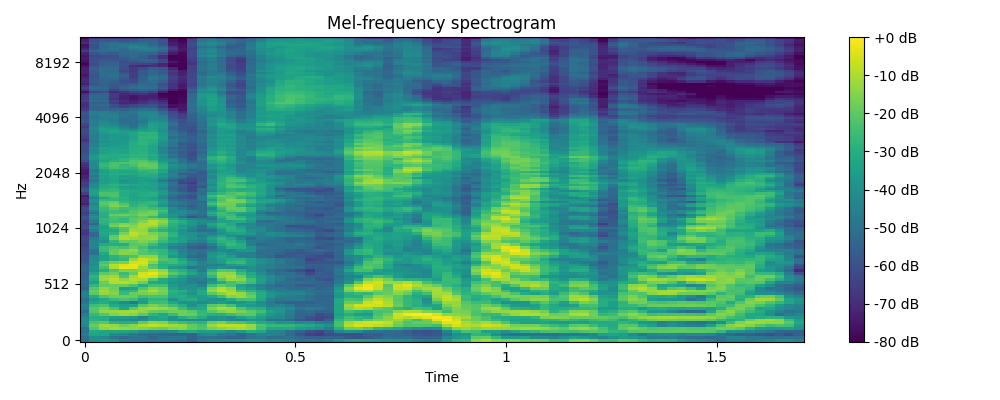 Mel-frequency spectrogram
+0 dB
8192
-10 dB
4096
-20 dB
-30 dB
2048
-40 dB
Hz
1024
-50 dB
512
-60 dB
-70 dB
0
-80 dB
0
0.5
1
1.5
Time